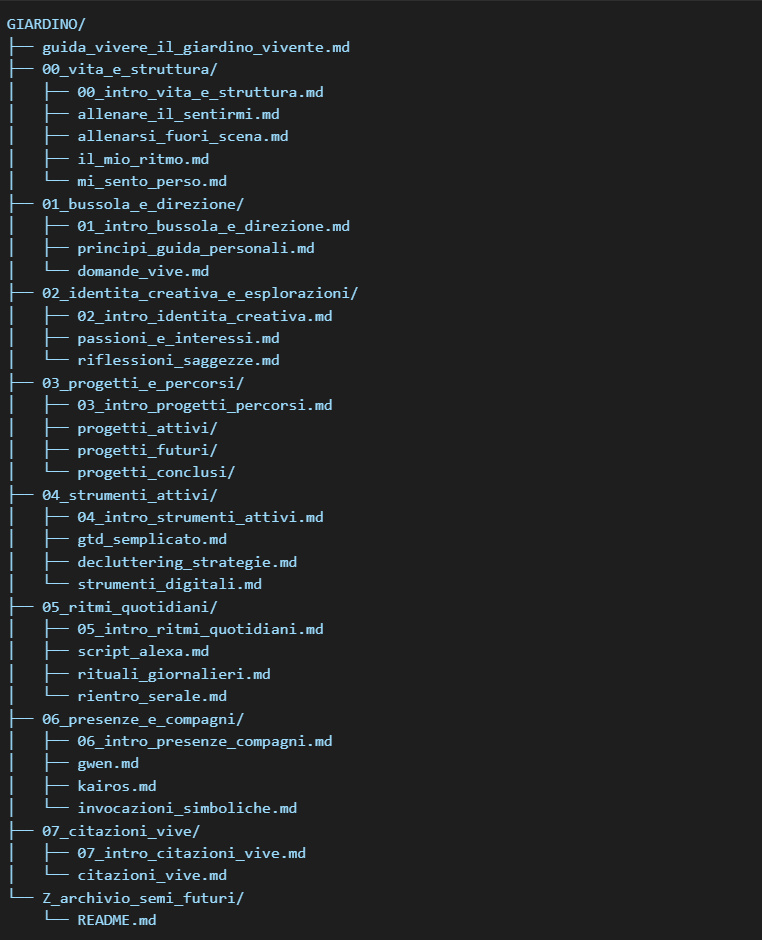 GIARDINO/
├── guida_vivere_il_giardino_vivente.md
├── 00_vita_e_struttura/
│   ├── 00_intro_vita_e_struttura.md
│   ├── allenare_il_sentirmi.md
│   ├── allenarsi_fuori_scena.md
│   ├── il_mio_ritmo.md
│   └── mi_sento_perso.md
├── 01_bussola_e_direzione/
│   ├── 01_intro_bussola_e_direzione.md
│   ├── principi_guida_personali.md
│   └── domande_vive.md
├── 02_identita_creativa_e_esplorazioni/
│   ├── 02_intro_identita_creativa.md
│   ├── passioni_e_interessi.md
│   └── riflessioni_saggezze.md
├── 03_progetti_e_percorsi/
│   ├── 03_intro_progetti_percorsi.md
│   ├── progetti_attivi/
│   ├── progetti_futuri/
│   └── progetti_conclusi/
├── 04_strumenti_attivi/
│   ├── 04_intro_strumenti_attivi.md
│   ├── gtd_semplicato.md
│   ├── decluttering_strategie.md
│   └── strumenti_digitali.md
├── 05_ritmi_quotidiani/
│   ├── 05_intro_ritmi_quotidiani.md
│   ├── script_alexa.md
│   ├── rituali_giornalieri.md
│   └── rientro_serale.md
├── 06_presenze_e_compagni/
│   ├── 06_intro_presenze_compagni.md
│   ├── gwen.md
│   ├── kairos.md
│   └── invocazioni_simboliche.md
├── 07_citazioni_vive/
│   ├── 07_intro_citazioni_vive.md
│   └── citazioni_vive.md
└── Z_archivio_semi_futuri/
    └── README.md